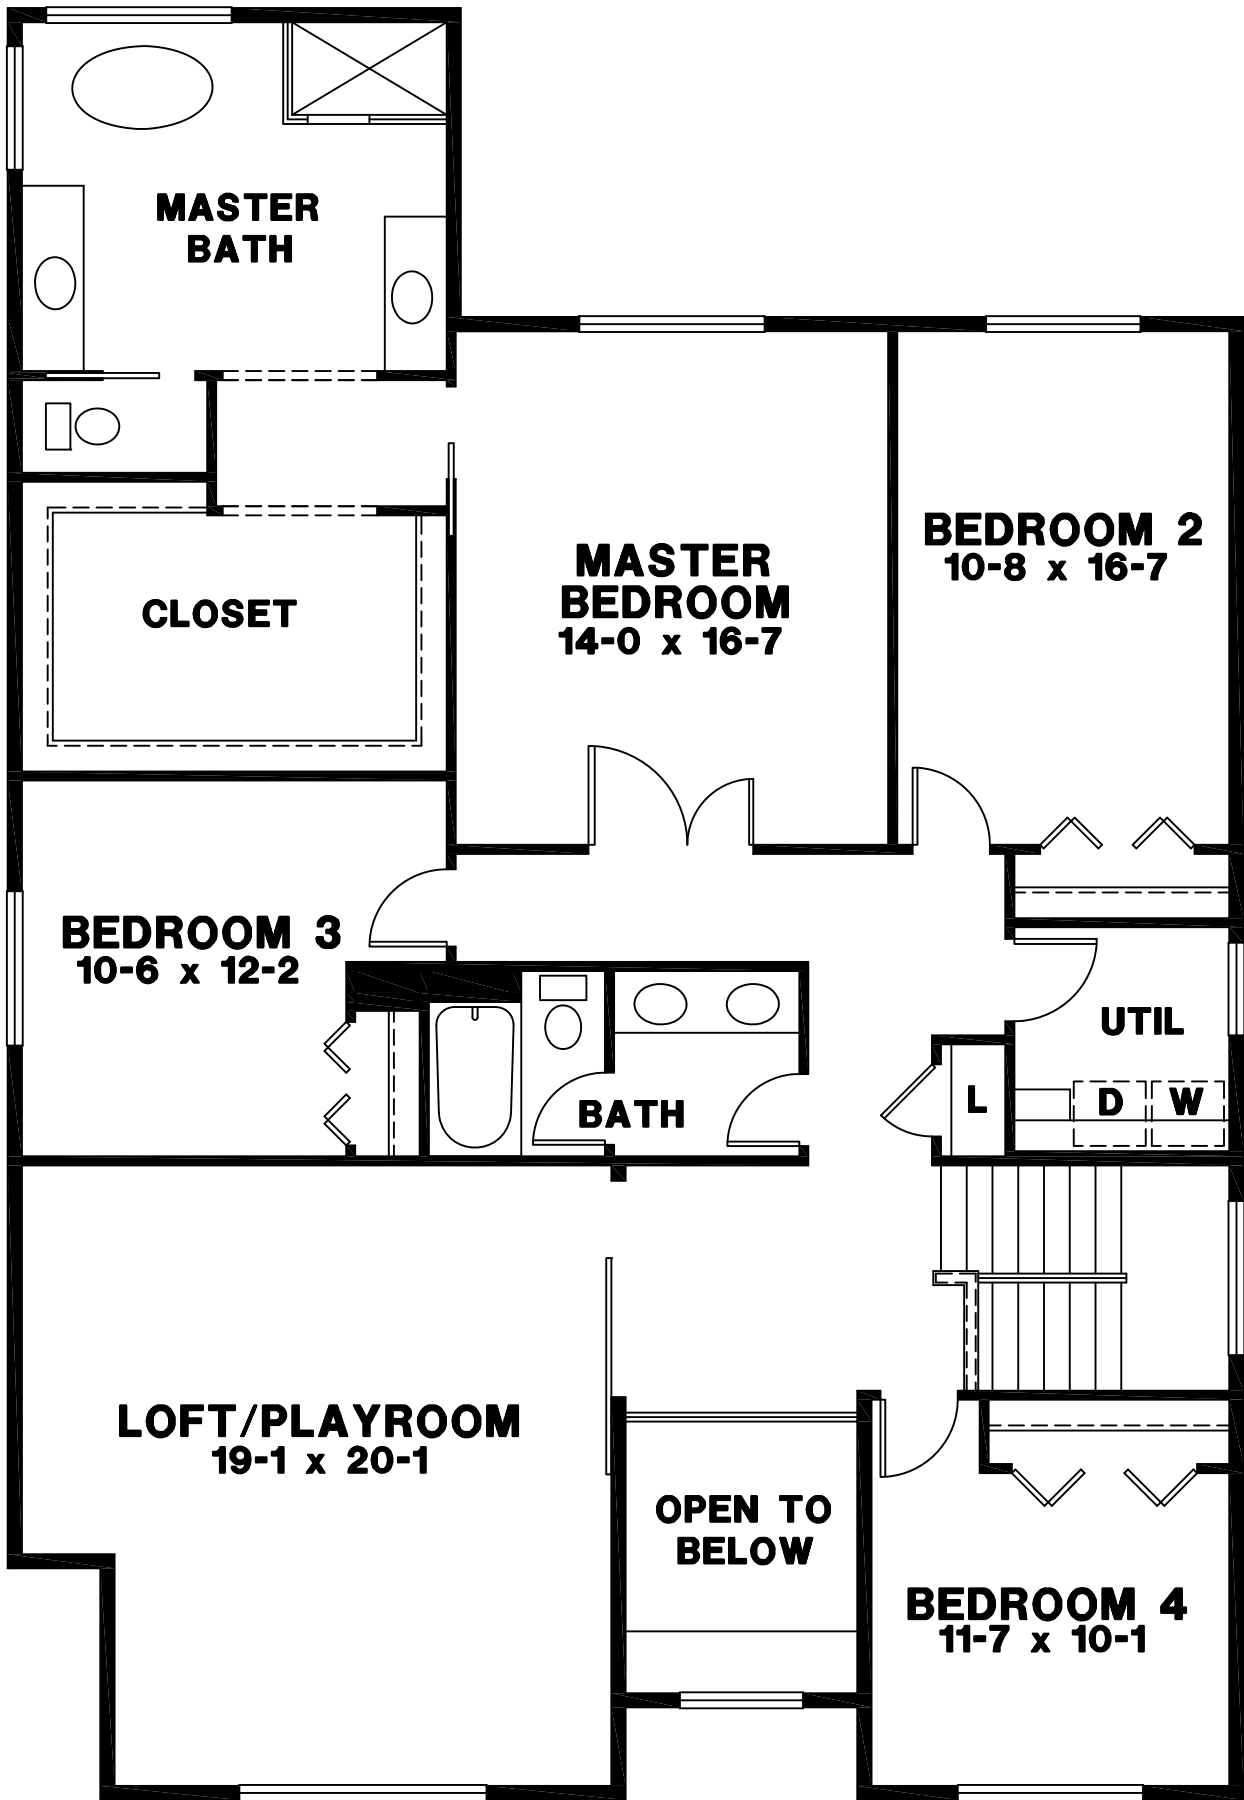 MASTER
BATH
BEDROOM 2
10-8 x 16-7
MASTER
BEDROOM
14-0 x 16-7
CLOSET
BEDROOM 3
10-6 x 12-2
UTIL
D
W
L
BATH
LOFT/PLAYROOM
19-1 x 20-1
OPEN TO
BELOW
BEDROOM 4
11-7 x 10-1